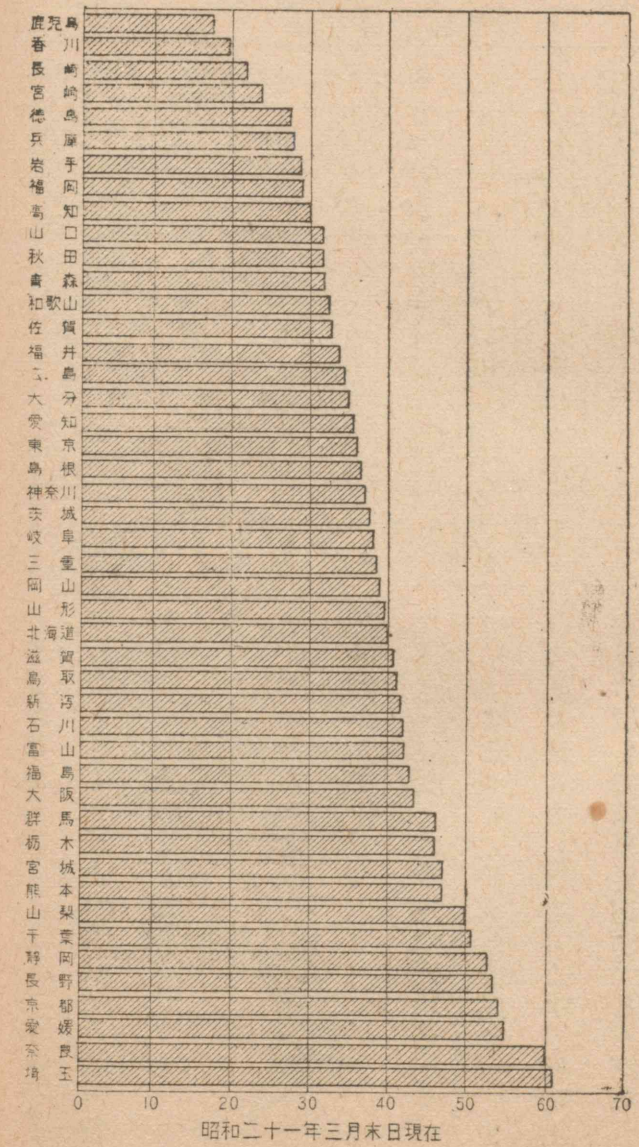 鹿児島
香川
長崎
宮崎
徳島
兵庫
岩手
福岡
高知
山口
秋田
青森
和歌山
佐賀
福井
島
大分
愛知
東京
島根
神奈川
茨城
岐阜
三重
岡山
山形
北海道
滋賀
鳥取
新潟
石川
富山
福島
大阪
群馬
栃木
宮城
熊本
山梨
千葉
静岡
長野
京都
愛媛
奈良
埼玉
0 10 20 30 40 50 60 70
昭和二十一年三月末日現在